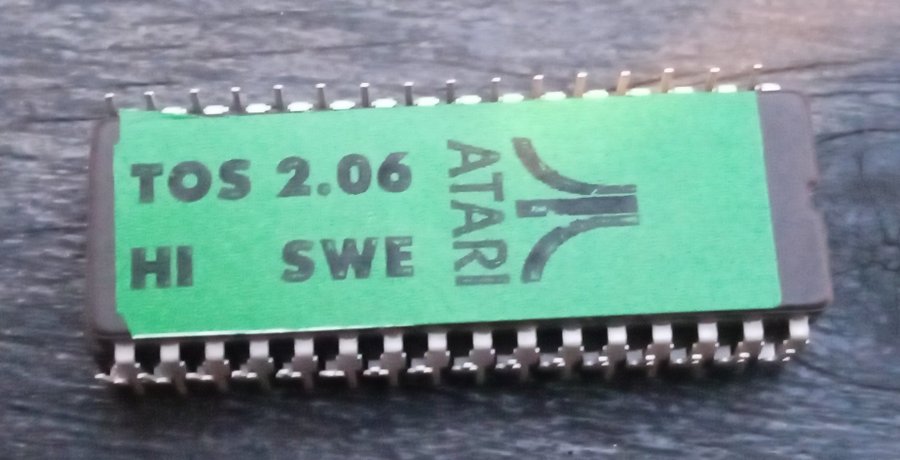 TOS 2.06
HI SWE
ATARI